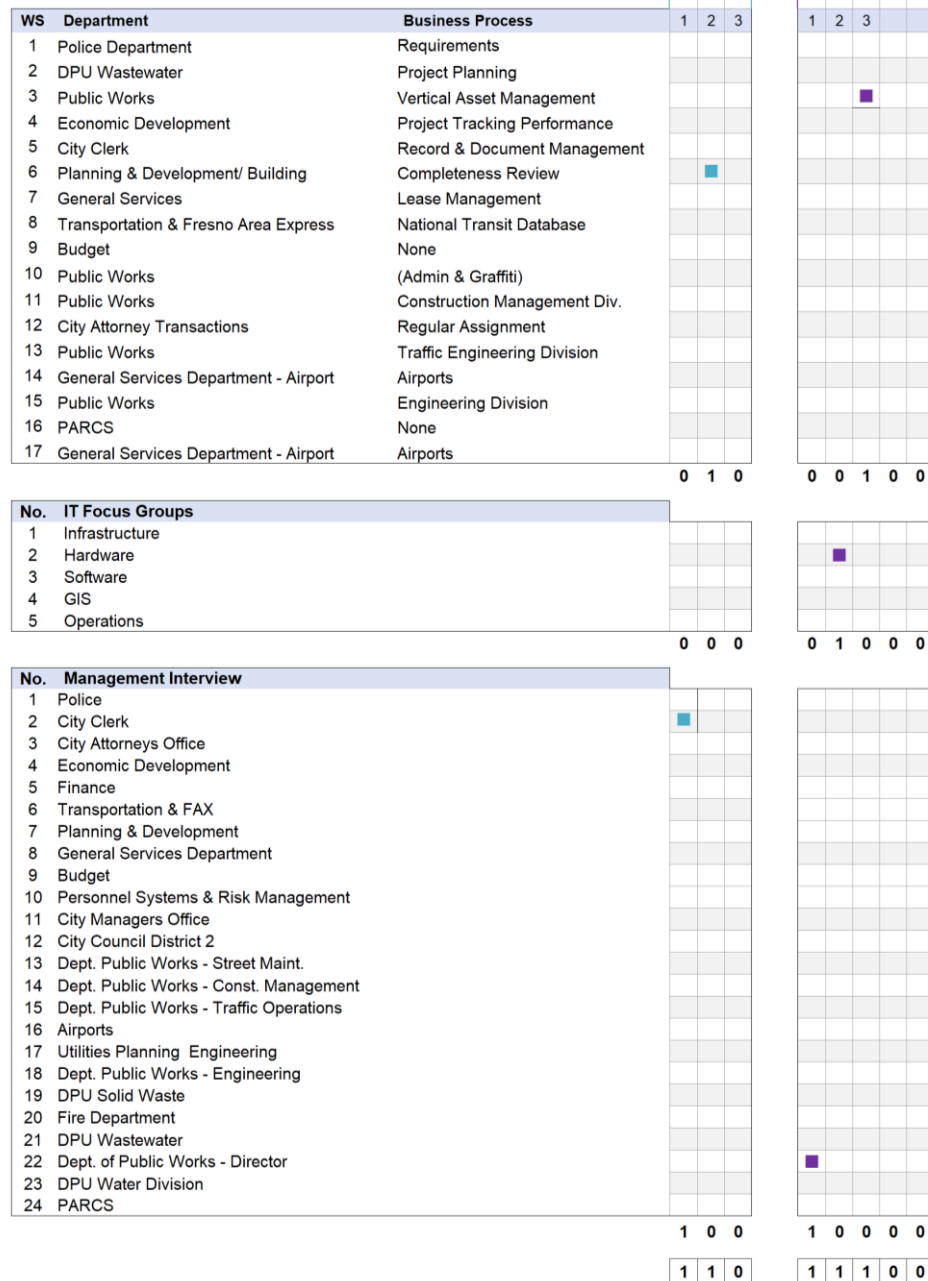 WS Department Business Process 1 2 3 1 2 3
1 Police Department Requirements
2 DPU Wastewater Project Planning
3 Public Works Vertical Asset Management
4 Economic Development Project Tracking Performance
5 City Clerk Record & Document Management
6 Planning & Development/ Building Completeness Review
7 General Services Lease Management
8 Transportation & Fresno Area Express National Transit Database
9 Budget None
10 Public Works (Admin & Graffiti)
11 Public Works Construction Management Div.
12 City Attorney Transactions Regular Assignment
13 Public Works Traffic Engineering Division
14 General Services Department - Airport Airports
15 Public Works Engineering Division
16 PARCS None
17 General Services Department - Airport Airports
0 1 0 0 0 1 0 0
No. IT Focus Groups
1 Infrastructure
2 Hardware
3 Software
4 GIS
5 Operations
0 0 0 0 1 0 0 0
No. Management Interview
1 Police
2 City Clerk
3 City Attorneys Office
4 Economic Development
5 Finance
6 Transportation & FAX
7 Planning & Development
8 General Services Department
9 Budget
10 Personnel Systems & Risk Management
11 City Managers Office
12 City Council District 2
13 Dept. Public Works - Street Maint.
14 Dept. Public Works - Const. Management
15 Dept. Public Works - Traffic Operations
16 Airports
17 Utilities Planning Engineering
18 Dept. Public Works - Engineering
19 DPU Solid Waste
20 Fire Department
21 DPU Wastewater
22 Dept. of Public Works - Director
23 DPU Water Division
24 PARCS
1 0 0 1 0 0 0 0
1 1 0 1 1 1 0 0